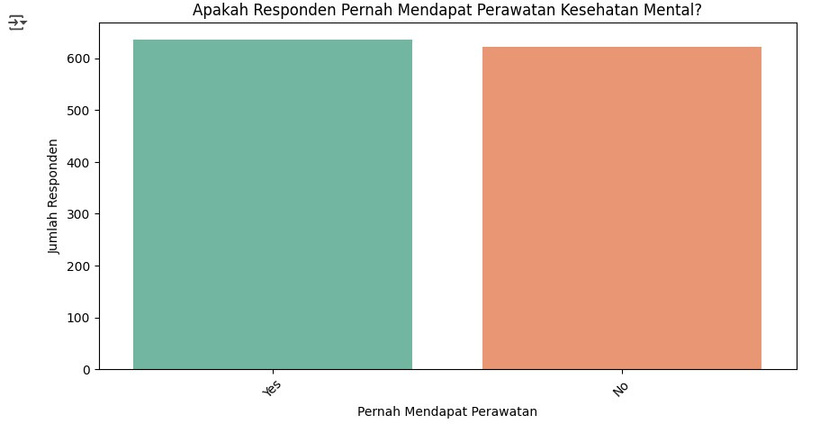 Apakah Responden Pernah Mendapat Perawatan Kesehatan Mental?
600
500
400
300
200
100
0
Jumlah Responden
Yes
No
Pernah Mendapat Perawatan